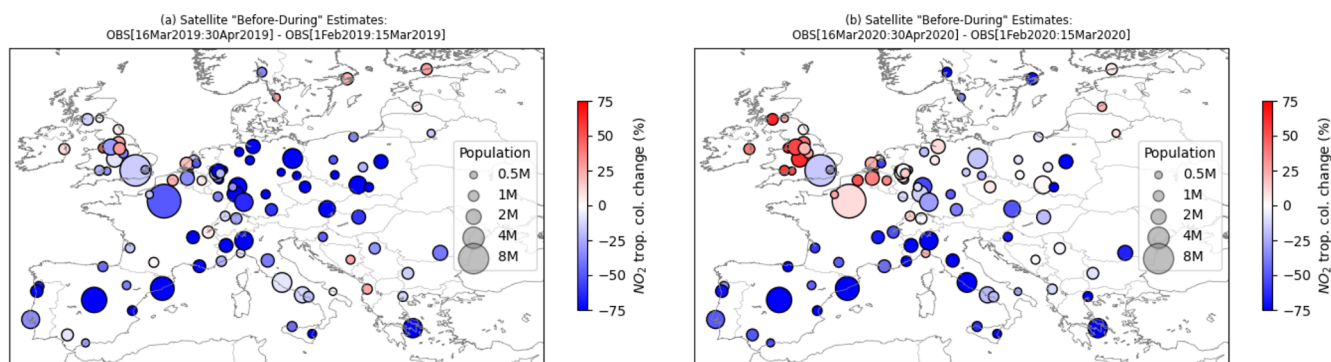 (a) Satellite "Before-During" Estimates:
OBS[16Mar2019:30Apr2019] - OBS[1Feb2019:15Mar2019]
Population
0.5M
1M
2M
4M
8M
75
50
25
0
−25
−50
−75
NO2 trop. col. change (%)
(b) Satellite "Before-During" Estimates:
OBS[16Mar2020:30Apr2020] - OBS[1Feb2020:15Mar2020]
Population
0.5M
1M
2M
4M
8M
75
50
25
0
−25
−50
−75
NO2 trop. col. change (%)